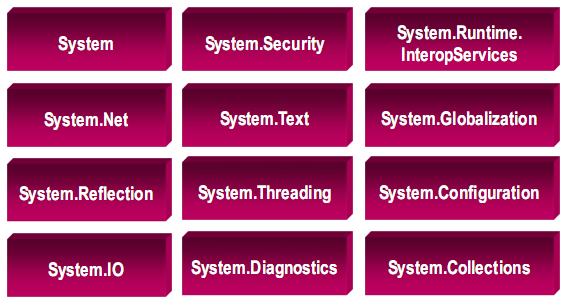 System
System.Security
System.Runtime.
InteropServices
System.Net
System.Text
System.Globalization
System.Reflection
System.Threading
System.Configuration
System.IO
System.Diagnostics
System.Collections